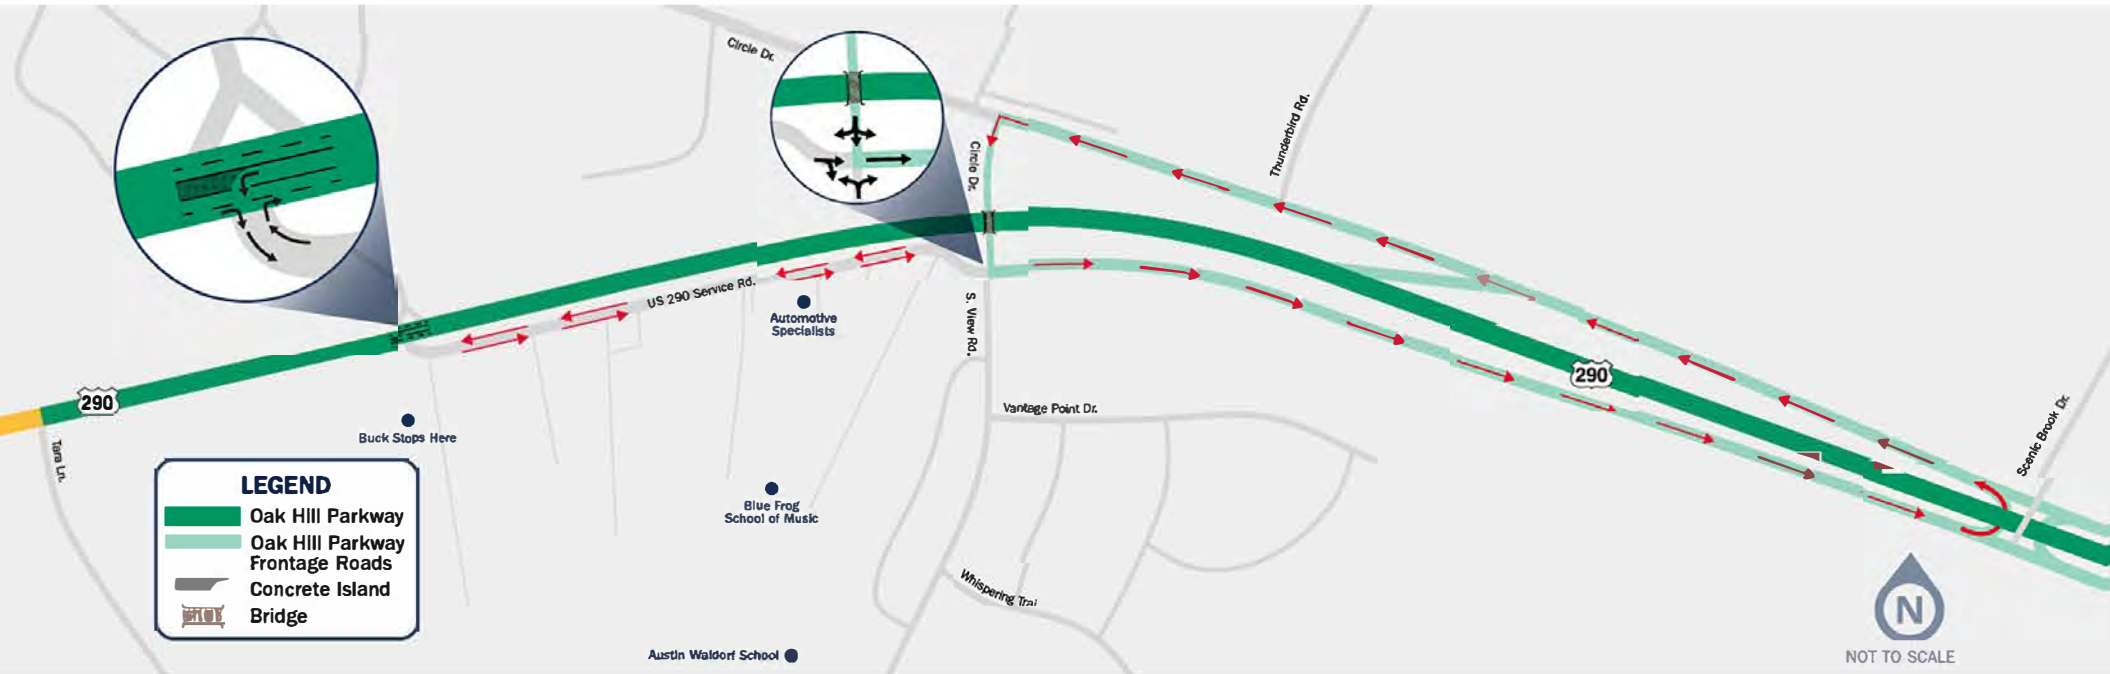 Circle Dr.
Thunderbird Rd.
Circle Dr.
US 290 Service Rd.
Automotive
Specialists
S. View Rd.
290
290
Vantage Point Dr.
Scenic Brook Dr.
Tara Ln.
Buck Stops Here
LEGEND
Oak Hill Parkway
Oak Hill Parkway
Frontage Roads
Concrete Island
Bridge
Blue Frog
School of Music
Whispering Trai
Austin Waldorf School
N
NOT TO SCALE